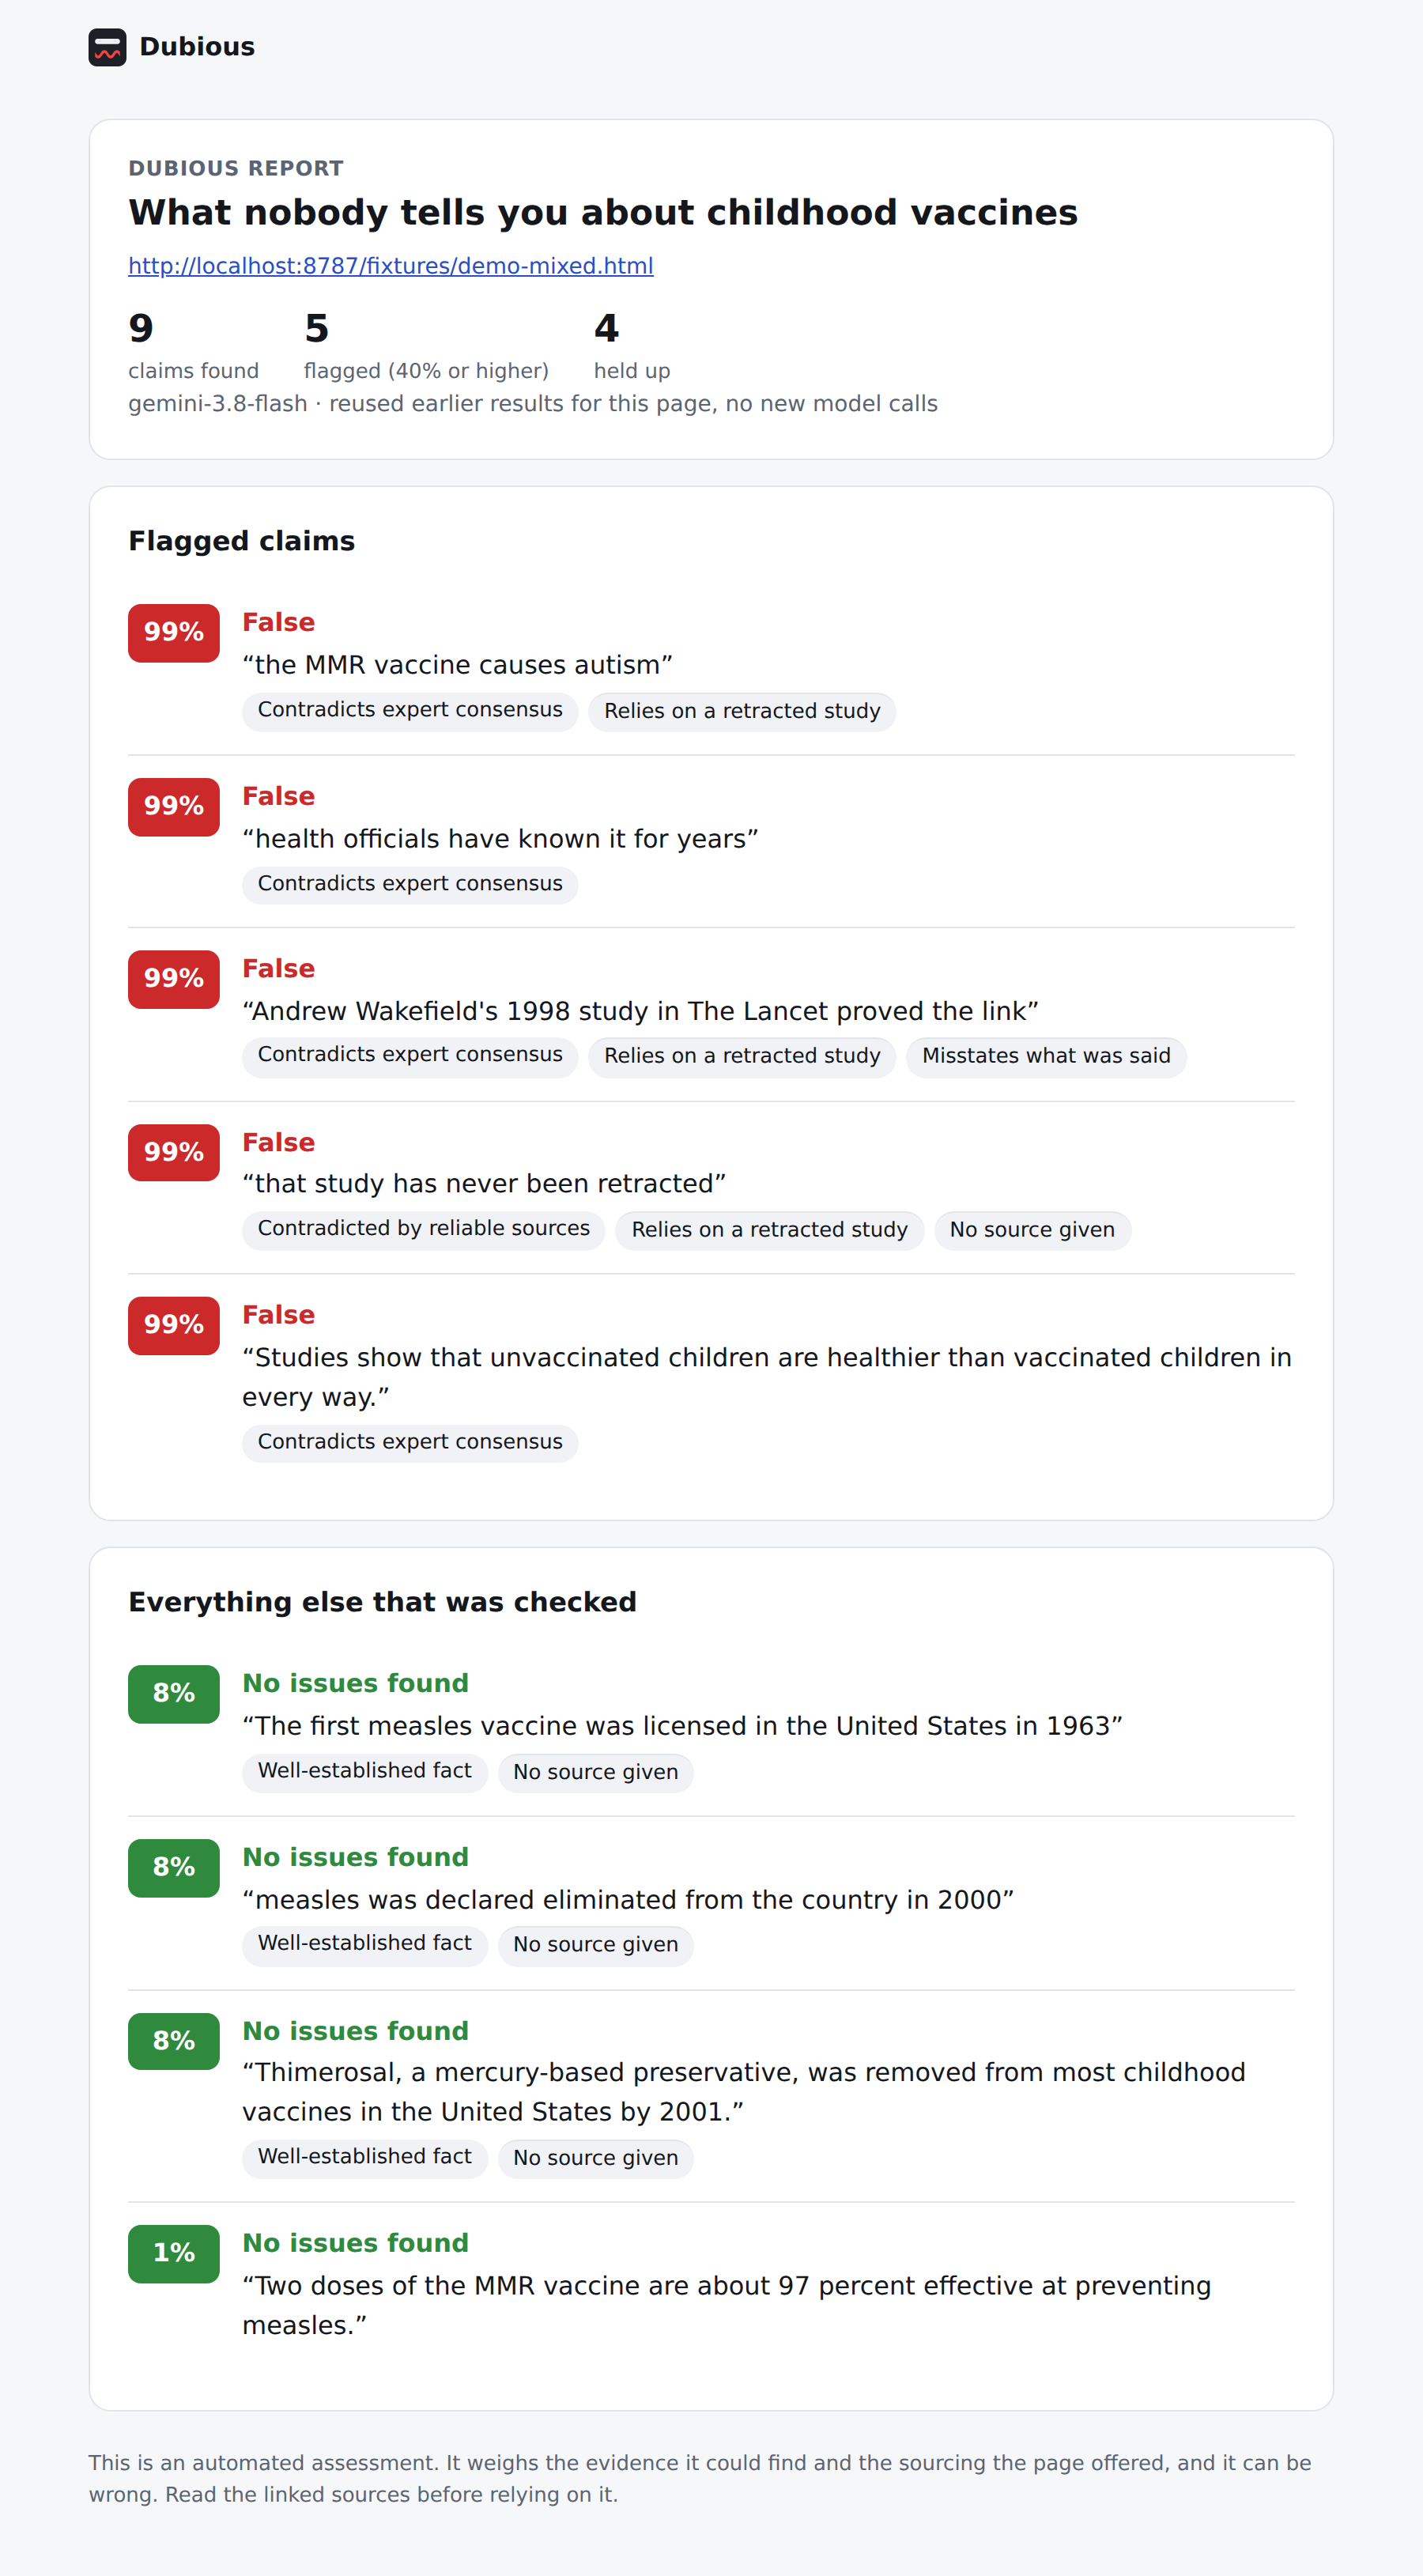 Dubious
DUBIOUS REPORT
What nobody tells you about childhood vaccines
http://localhost:8787/fixtures/demo-mixed.html
9 5 4
claims found flagged (40% or higher) held up
gemini-3.8-flash · reused earlier results for this page, no new model calls
Flagged claims
99% False
“the MMR vaccine causes autism”
Contradicts expert consensus Relies on a retracted study
99% False
“health officials have known it for years”
Contradicts expert consensus
99% False
“Andrew Wakefield's 1998 study in The Lancet proved the link”
Contradicts expert consensus Relies on a retracted study Misstates what was said
99% False
“that study has never been retracted”
Contradicted by reliable sources Relies on a retracted study No source given
99% False
“Studies show that unvaccinated children are healthier than vaccinated children in
every way.”
Contradicts expert consensus
Everything else that was checked
8% No issues found
“The first measles vaccine was licensed in the United States in 1963”
Well-established fact No source given
8% No issues found
“measles was declared eliminated from the country in 2000”
Well-established fact No source given
8% No issues found
“Thimerosal, a mercury-based preservative, was removed from most childhood
vaccines in the United States by 2001.”
Well-established fact No source given
1% No issues found
“Two doses of the MMR vaccine are about 97 percent effective at preventing
measles.”
This is an automated assessment. It weighs the evidence it could find and the sourcing the page offered, and it can be
wrong. Read the linked sources before relying on it.